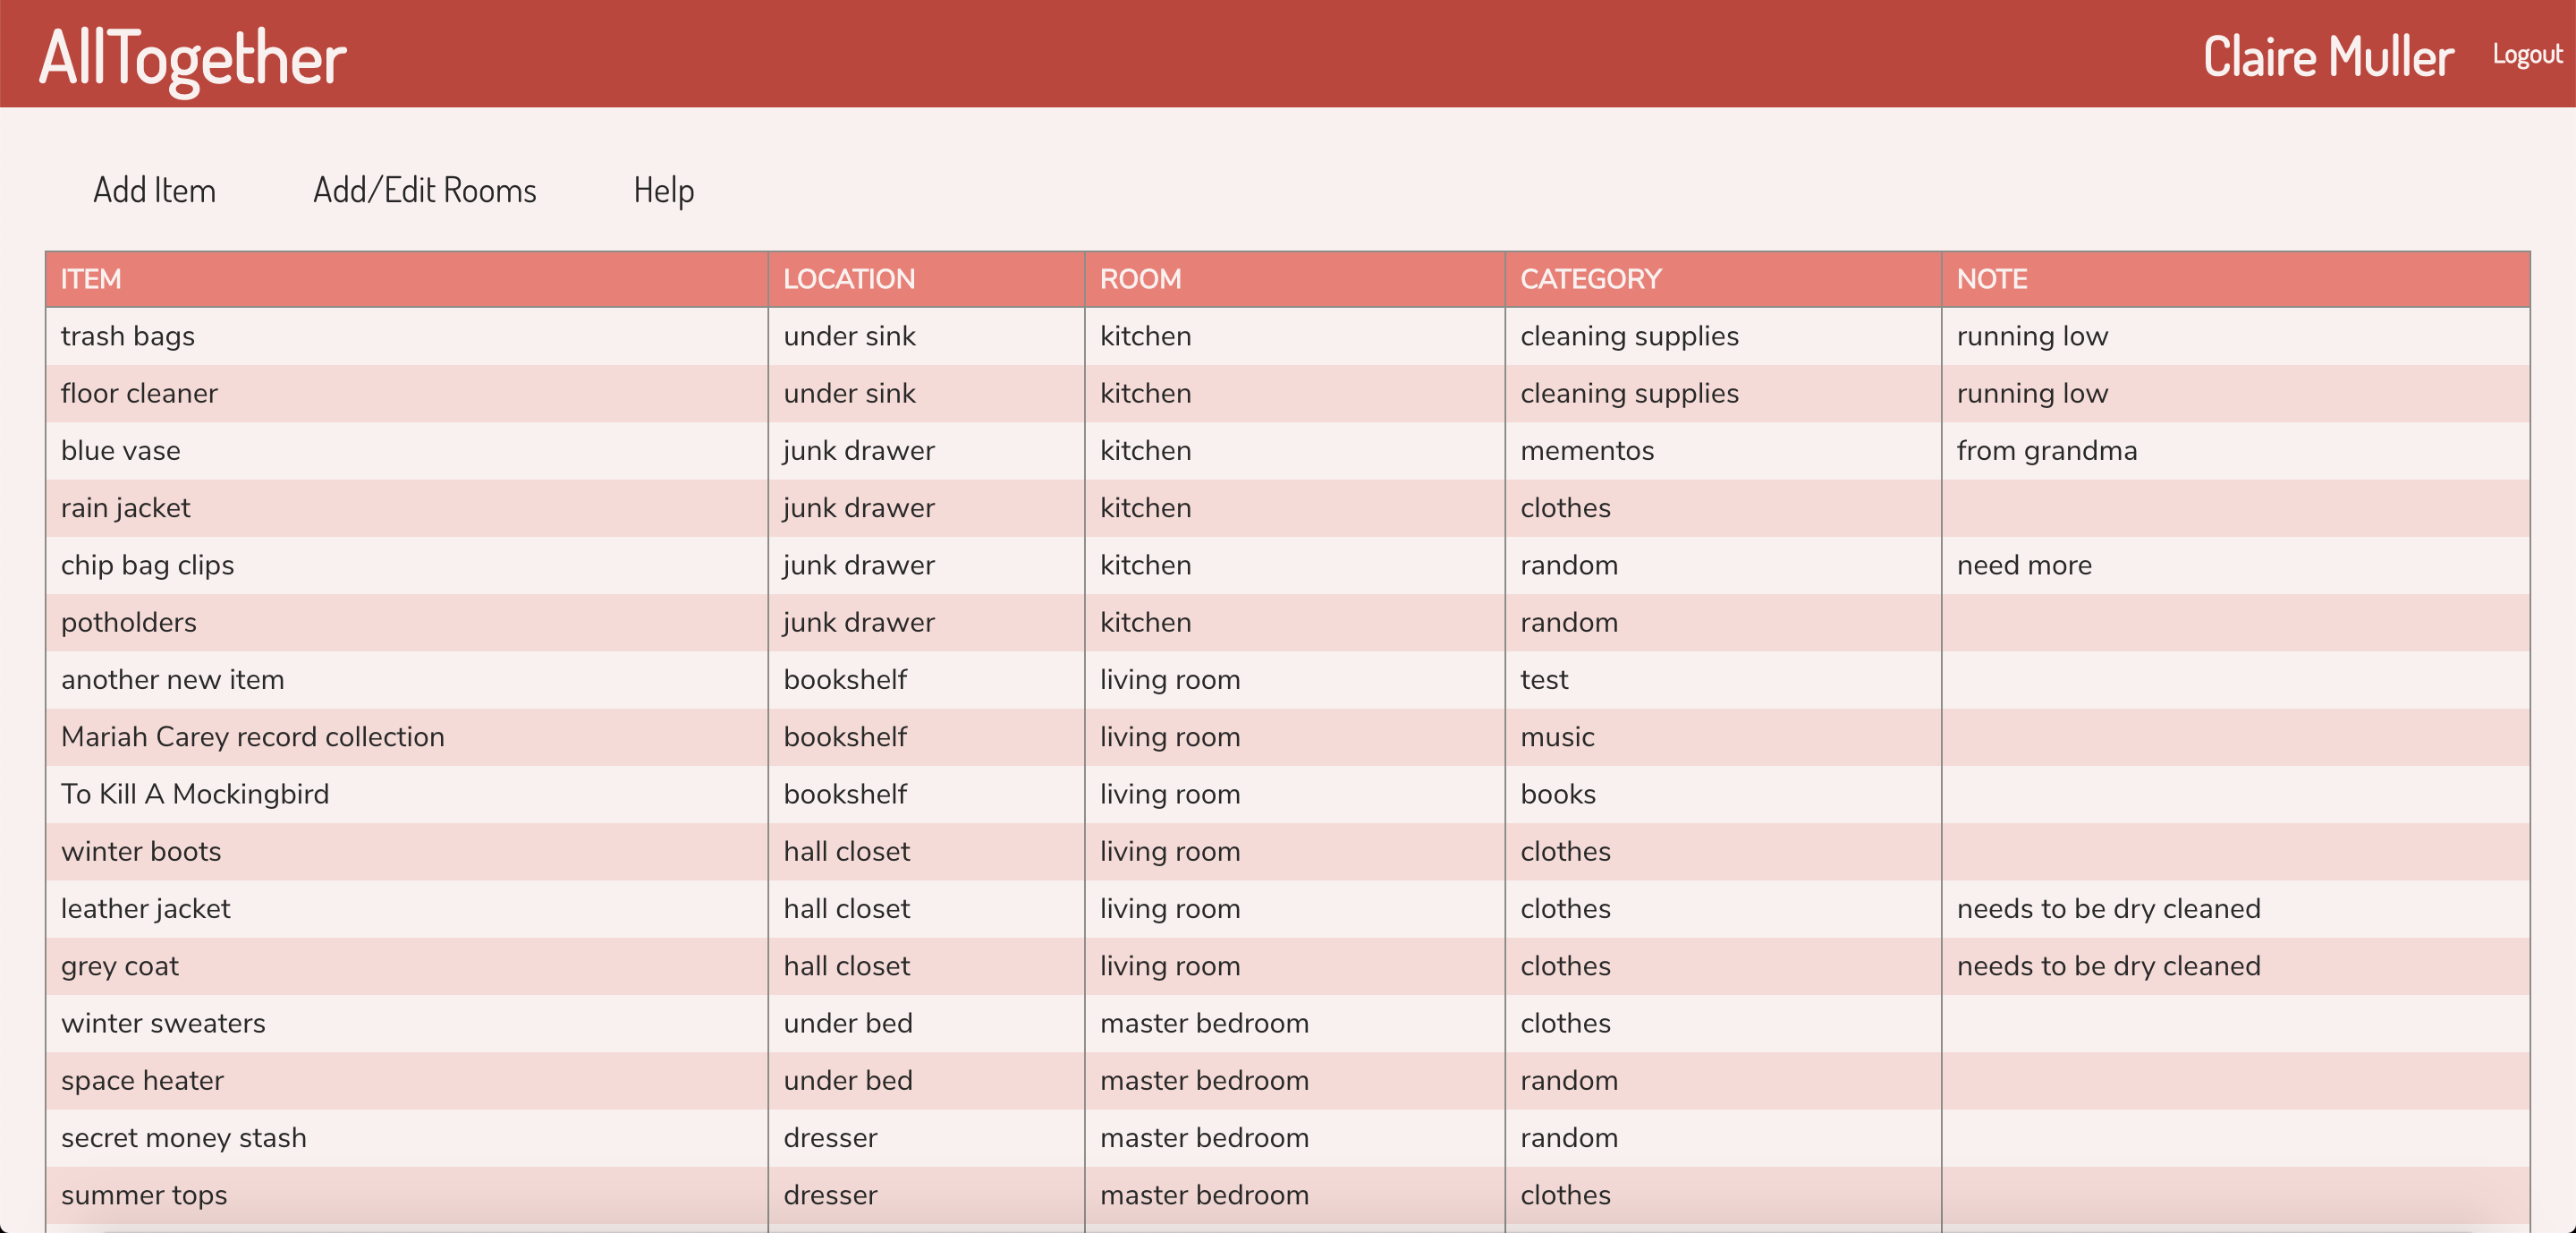 AllTogether Claire Muller Logout
Add Item Add/Edit Rooms Help
ITEM LOCATION ROOM CATEGORY NOTE
trash bags under sink kitchen cleaning supplies running low
floor cleaner under sink kitchen cleaning supplies running low
blue vase junk drawer kitchen mementos from grandma
rain jacket junk drawer kitchen clothes
chip bag clips junk drawer kitchen random need more
potholders junk drawer kitchen random
another new item bookshelf living room test
Mariah Carey record collection bookshelf living room music
To Kill A Mockingbird bookshelf living room books
winter boots hall closet living room clothes
leather jacket hall closet living room clothes needs to be dry cleaned
grey coat hall closet living room clothes needs to be dry cleaned
winter sweaters under bed master bedroom clothes
space heater under bed master bedroom random
secret money stash dresser master bedroom random
summer tops dresser master bedroom clothes